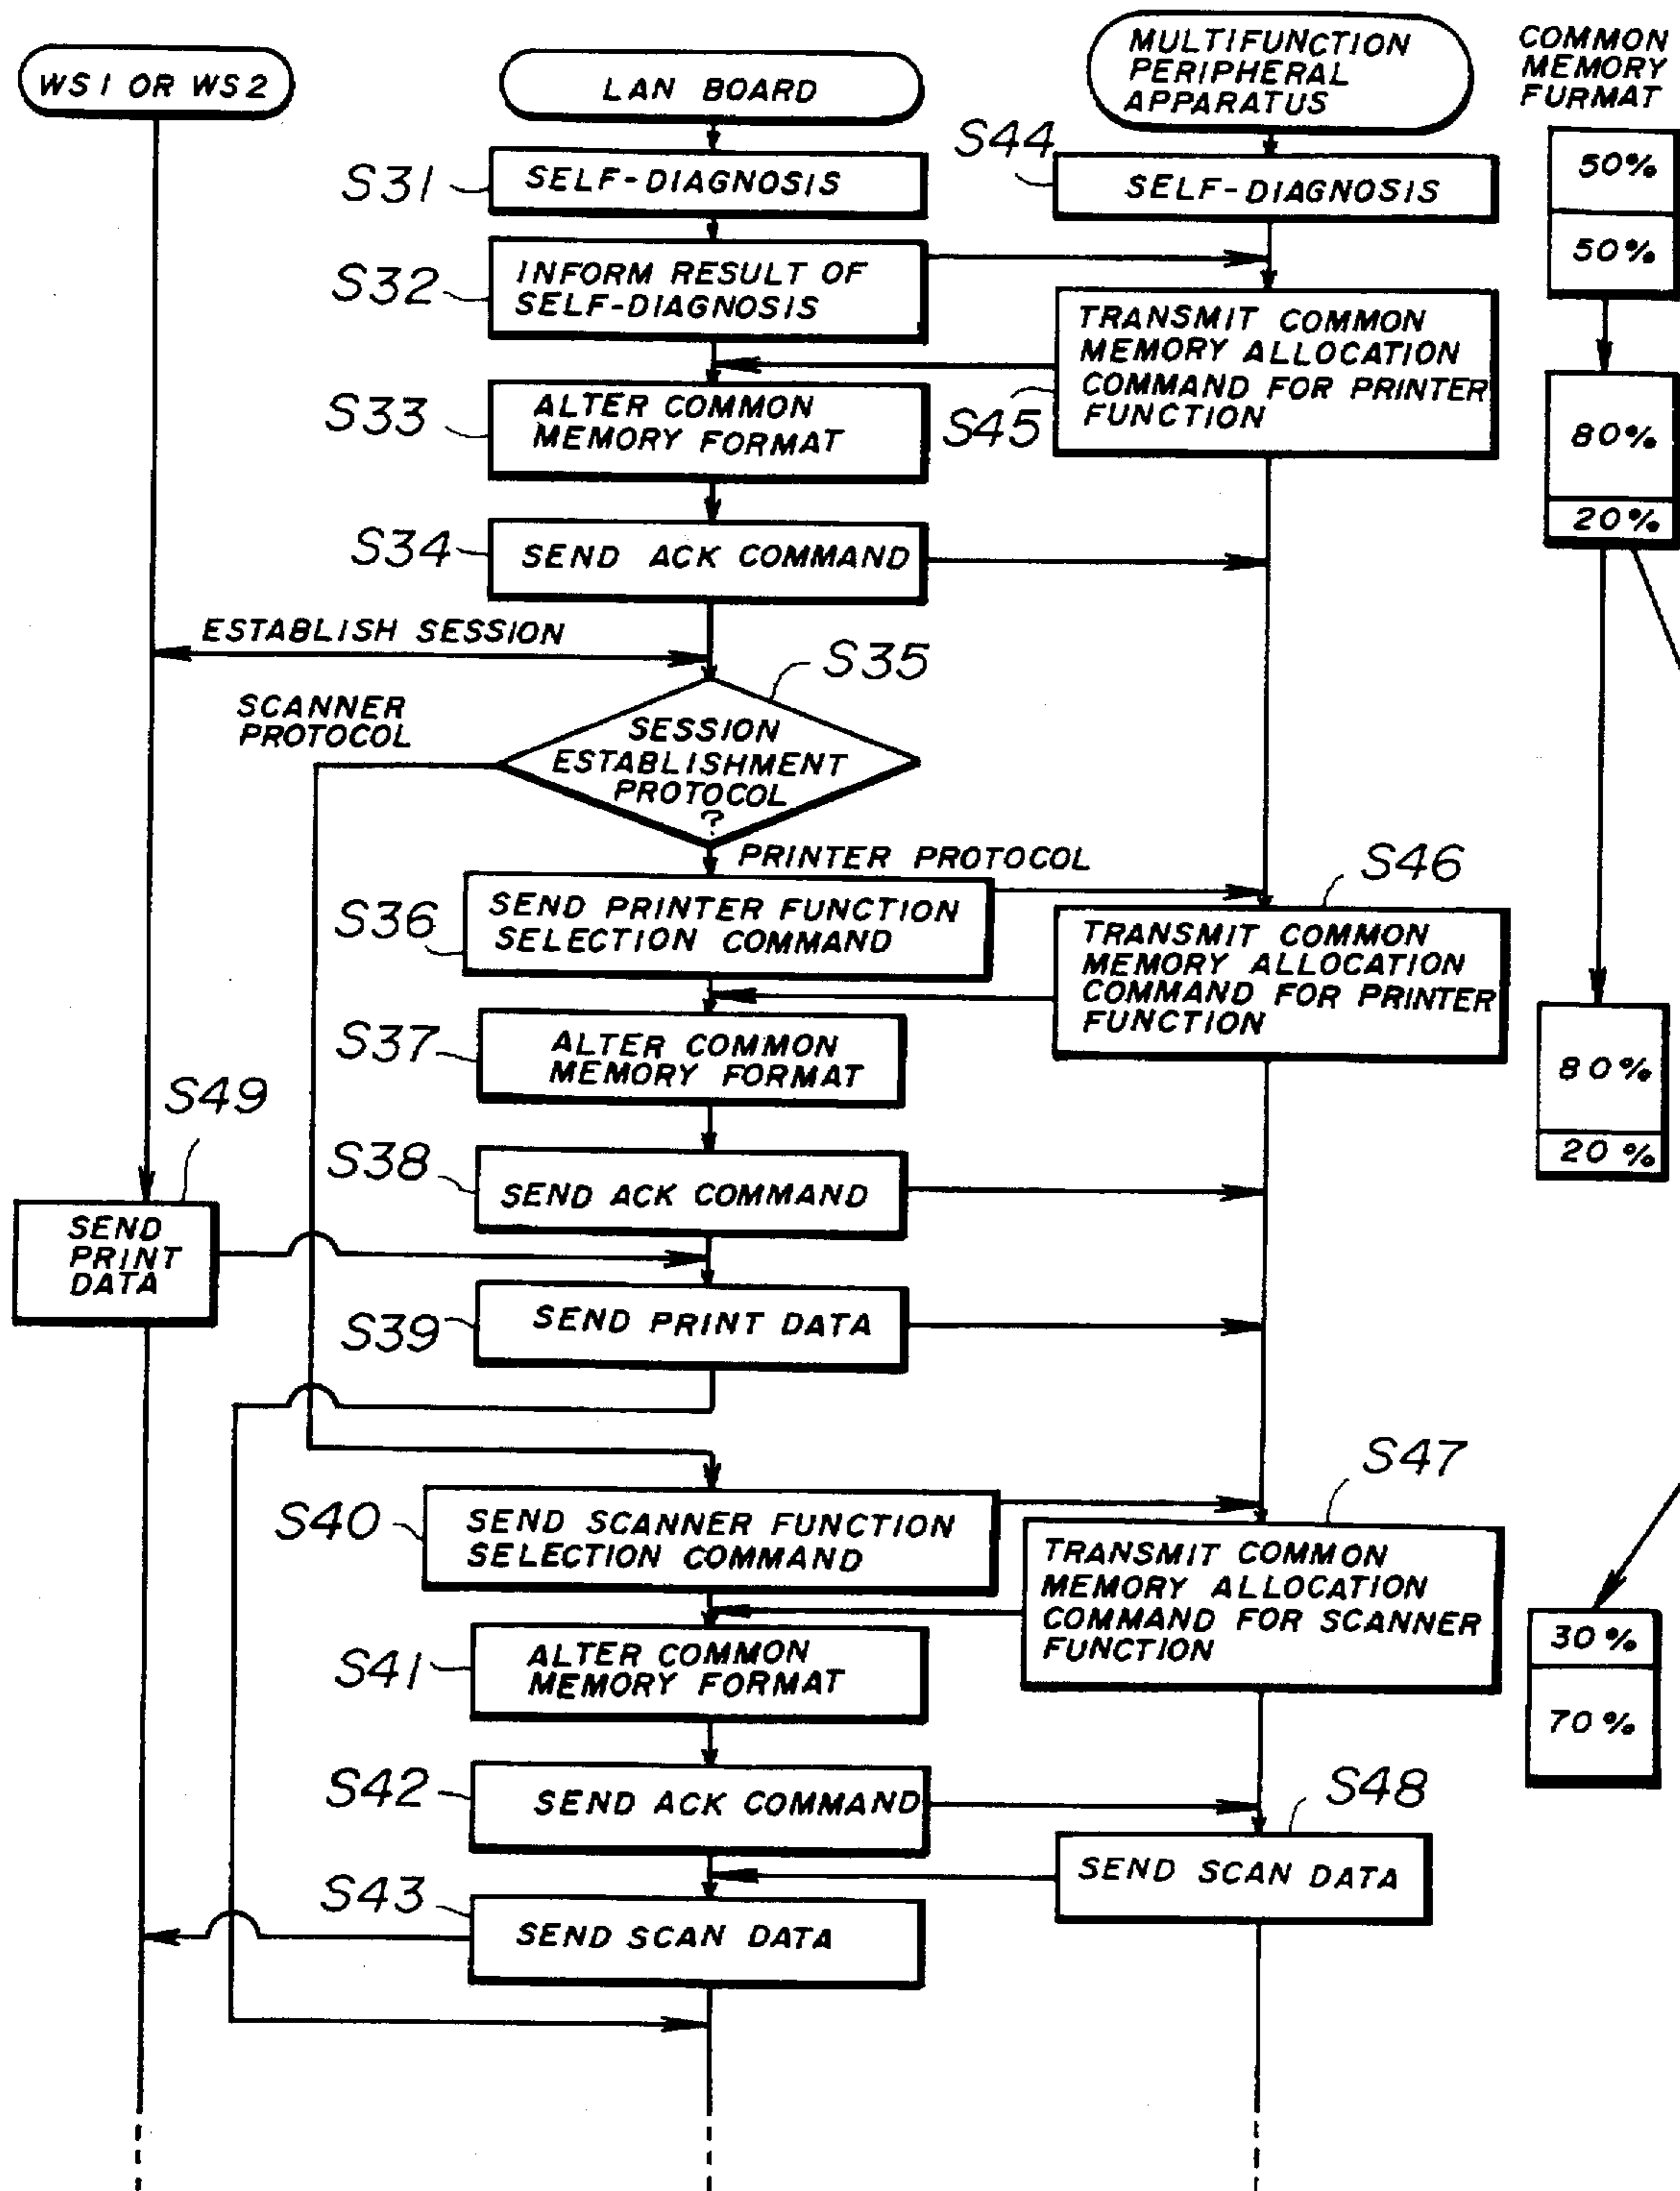 WS1 OR WS2
LAN BOARD
MULTIFUNCTION
PERIPHERAL
APPARATUS
COMMON
MEMORY
FURMAT
S31
SELF-DIAGNOSIS
S44
SELF-DIAGNOSIS
50%
50%
S32
INFORM RESULT OF
SELF-DIAGNOSIS
TRANSMIT COMMON
MEMORY ALLOCATION
COMMAND FOR PRINTER
FUNCTION
S45
S33
ALTER COMMON
MEMORY FORMAT
80%
20%
S34
SEND ACK COMMAND
ESTABLISH SESSION
S35
SCANNER
PROTOCOL
SESSION
ESTABLISHMENT
PROTOCOL
?
PRINTER PROTOCOL
S36
SEND PRINTER FUNCTION
SELECTION COMMAND
S46
TRANSMIT COMMON
MEMORY ALLOCATION
COMMAND FOR PRINTER
FUNCTION
S37
ALTER COMMON
MEMORY FORMAT
80%
20%
S49
SEND
PRINT
DATA
S38
SEND ACK COMMAND
S39
SEND PRINT DATA
S40
SEND SCANNER FUNCTION
SELECTION COMMAND
S47
TRANSMIT COMMON
MEMORY ALLOCATION
COMMAND FOR SCANNER
FUNCTION
S41
ALTER COMMON
MEMORY FORMAT
30%
70%
S42
SEND ACK COMMAND
S48
SEND SCAN DATA
S43
SEND SCAN DATA